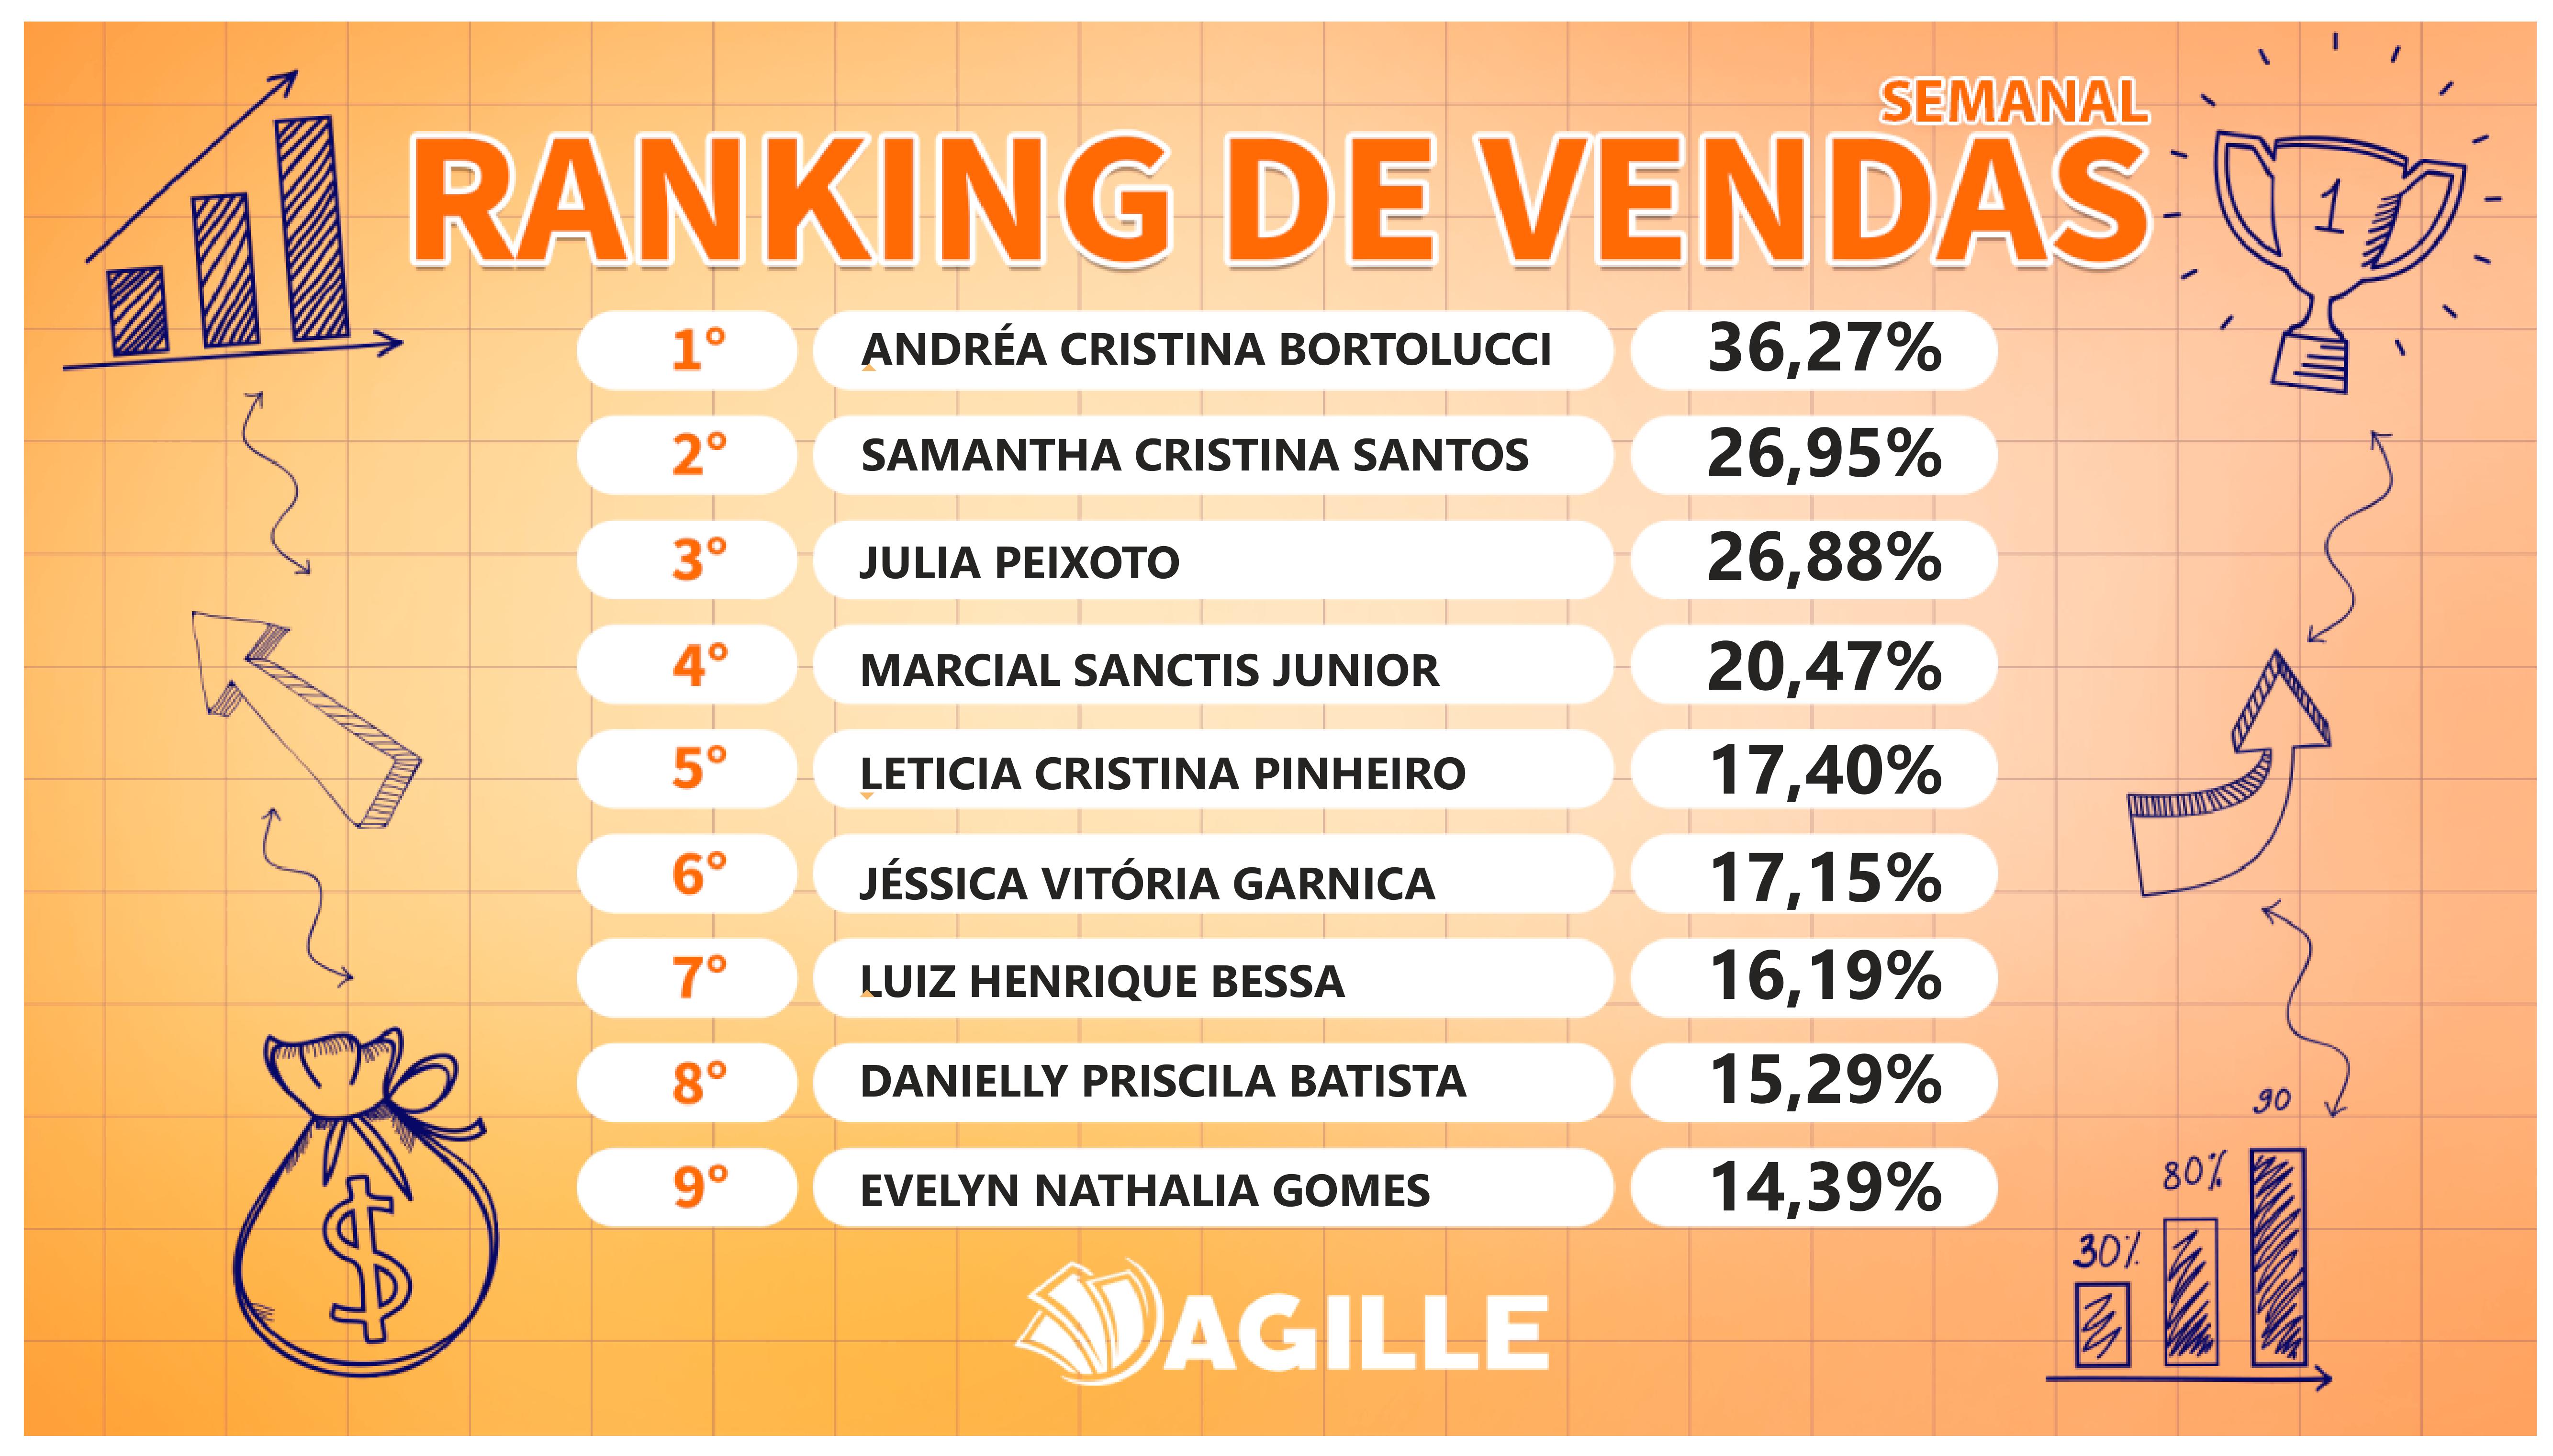 SEMANAL
RANKING DE VENDAS
1
1° ANDRÉA CRISTINA BORTOLUCCI 36,27%
2° SAMANTHA CRISTINA SANTOS 26,95%
3° JULIA PEIXOTO 26,88%
4° MARCIAL SANCTIS JUNIOR 20,47%
5° LETICIA CRISTINA PINHEIRO 17,40%
6° JÉSSICA VITÓRIA GARNICA 17,15%
7° LUIZ HENRIQUE BESSA 16,19%
8° DANIELLY PRISCILA BATISTA 15,29%
9° EVELYN NATHALIA GOMES 14,39%
$
90
80%
30%
AGILLE